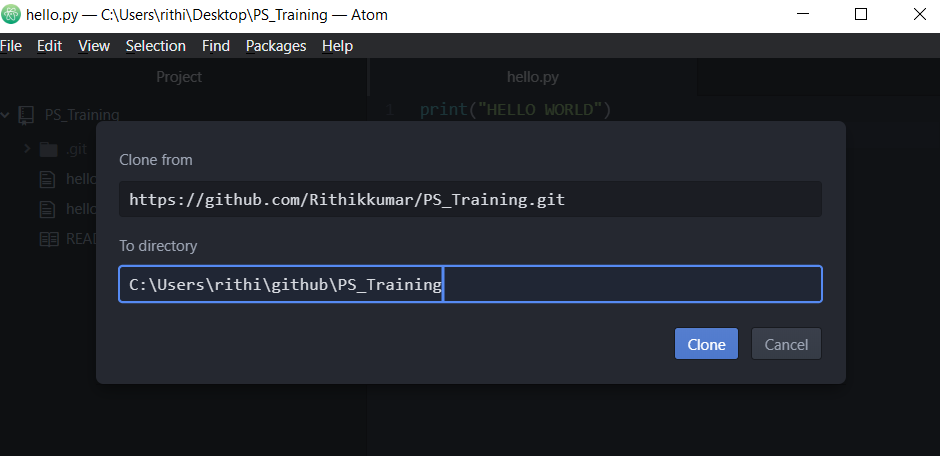 hello.py — C:\Users\rithi\Desktop\PS_Training — Atom
File Edit View Selection Find Packages Help
Project
hello.py
PS_Training
1 print("HELLO WORLD")
.git
hello
hello
READ
Clone from
https://github.com/Rithikkumar/PS_Training.git
To directory
C:\Users\rithi\github\PS_Training
Clone
Cancel